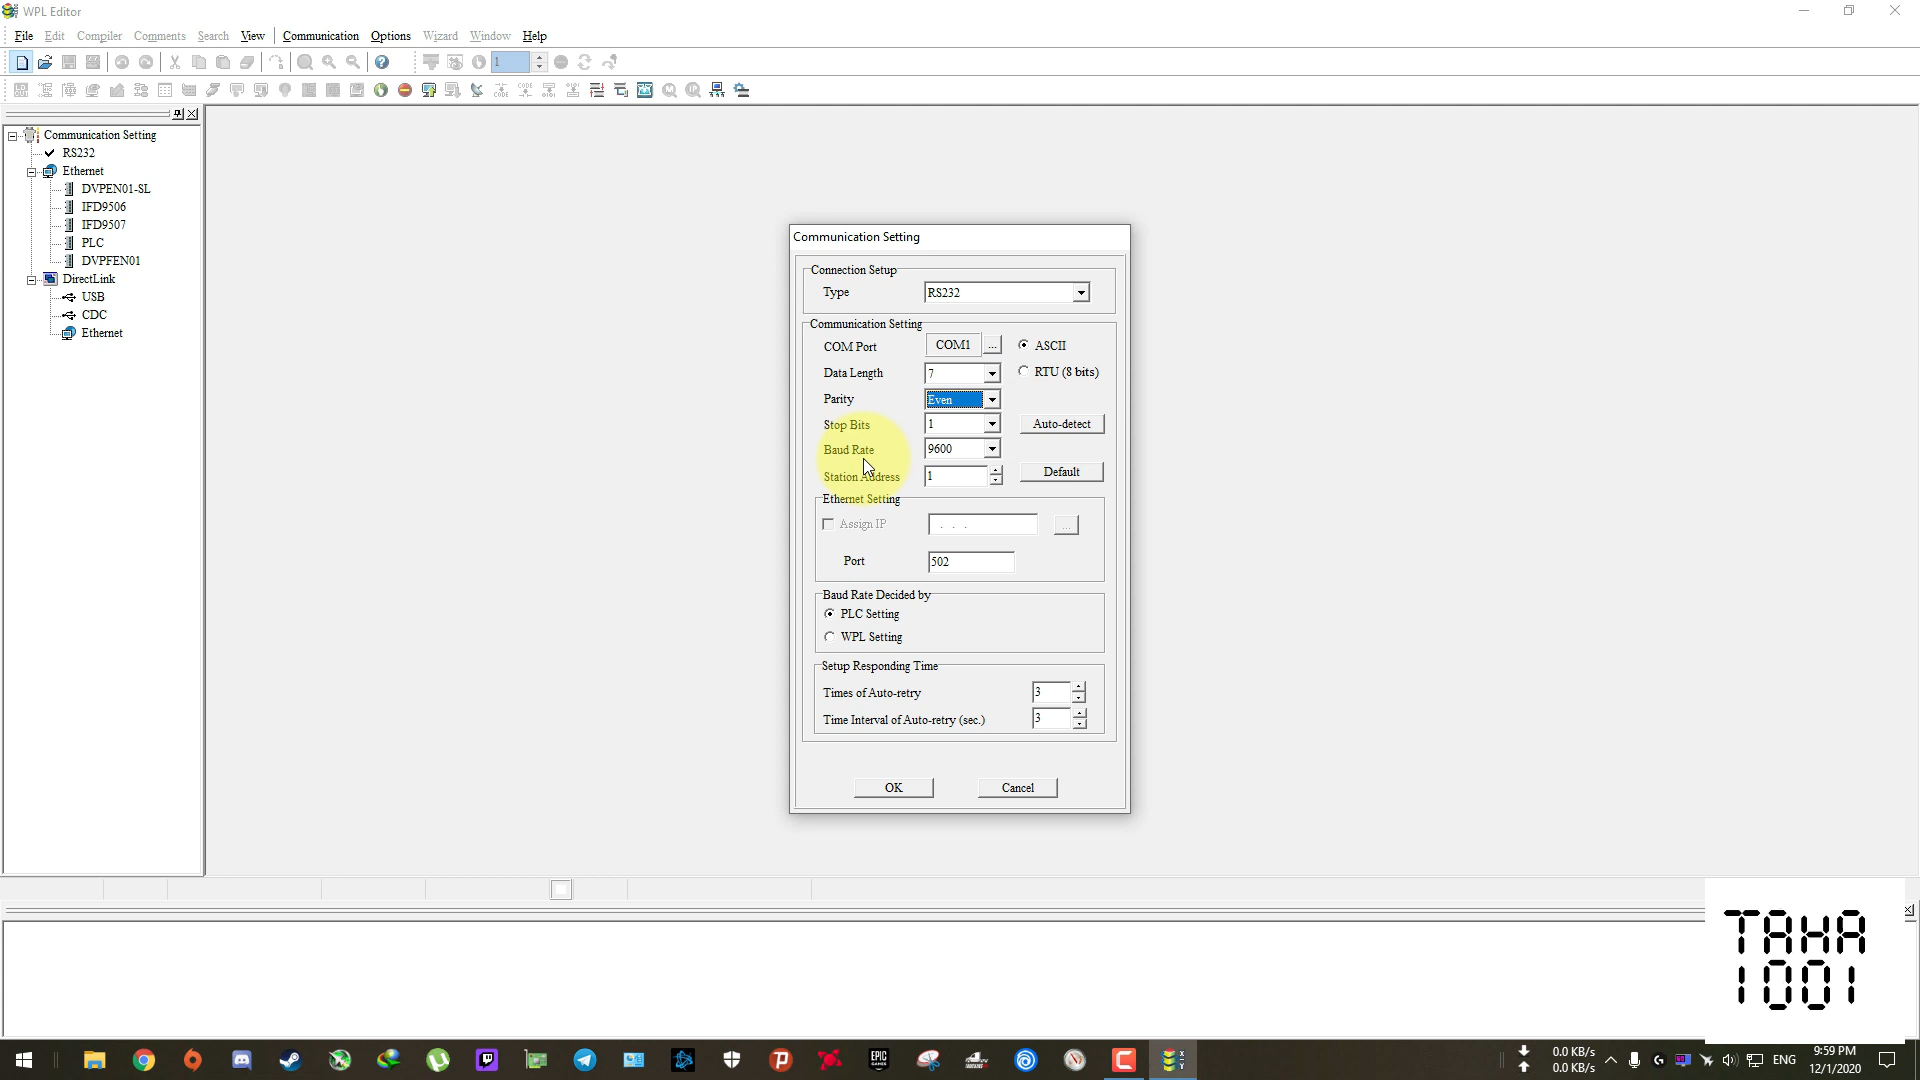 WPL Editor
File Edit Compiler Comments Search View Communication Options Wizard Window Help
1
Communication Setting
RS232
Ethernet
DVPEN01-SL
IFD9506
IFD9507
PLC
DVPFEN01
DirectLink
USB
CDC
Ethernet
Communication Setting
Connection Setup
Type RS232
Communication Setting
COM Port COM1 ... ASCII
Data Length 7 RTU (8 bits)
Parity Even
Stop Bits 1 Auto-detect
Baud Rate 9600
Station Address 1 Default
Ethernet Setting
Assign IP . . . ...
Port 502
Baud Rate Decided by
PLC Setting
WPL Setting
Setup Responding Time
Times of Auto-retry 3
Time Interval of Auto-retry (sec.) 3
OK Cancel
TAHA
1001
0.0 KB/s
0.0 KB/s
ENG
9:59 PM
12/1/2020